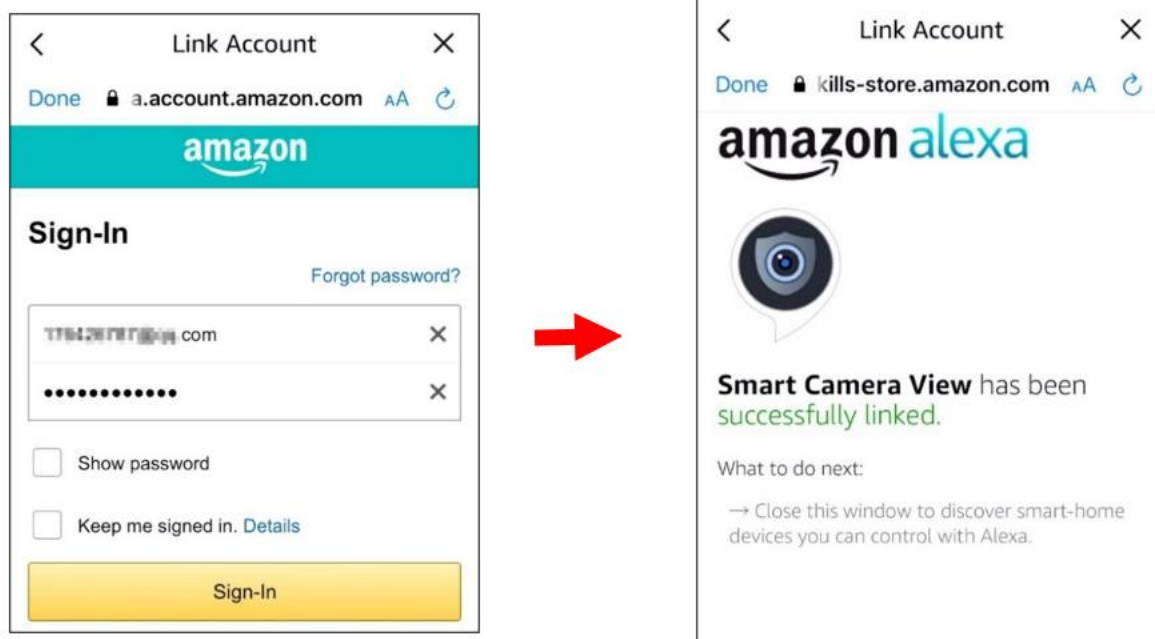 Link Account
Done a.account.amazon.com AA
amazon
Sign-In
Forgot password?
.com
••••••••••••
Show password
Keep me signed in. Details
Sign-In
Link Account
Done kills-store.amazon.com AA
amazon alexa
Smart Camera View has been
successfully linked.
What to do next:
→ Close this window to discover smart-home
devices you can control with Alexa.